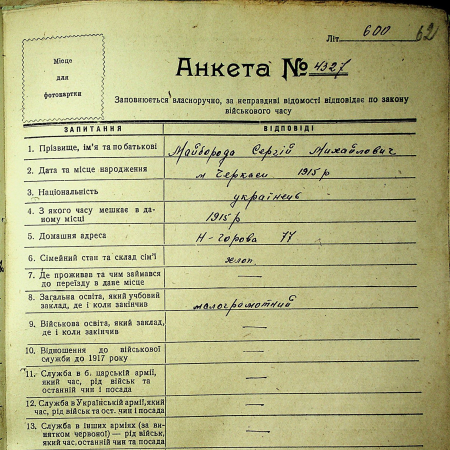 Літ. 600 62
Місце
для
фотокартки
Анкета № 4327
Заповнюється власноручно, за неправдиві відомості відповідає по закону
військового часу
ЗАПИТАННЯ ВІДПОВІДІ
1. Прізвище, ім'я та по батькові Майборода Сергій Михайлович
2. Дата та місце народження м Черкаси 1915 р
3. Національність українець
4. З якого часу мешкає в да-
ному місці 1915 р
5. Домашня адреса Н-Горова 77
6. Сімейний стан та склад сім'ї хлоп.
7. Де проживав та чим займався
до переїзду в дане місце —
8. Загальна освіта, який учбовий
заклад, де і коли закінчив малограмотний
9. Військова освіта, який заклад,
де і коли закінчив —
10. Відношення до військової
служби до 1917 року —
11. Служба в б. царській армії,
який час, рід військ та
останній чин і посада —
12. Служба в Українській армії, який
час, рід військ та ост. чин і посада —
13. Служба в інших арміях (за ви-
нятком червоної) — рід військ,
який час, останній чин та посада —